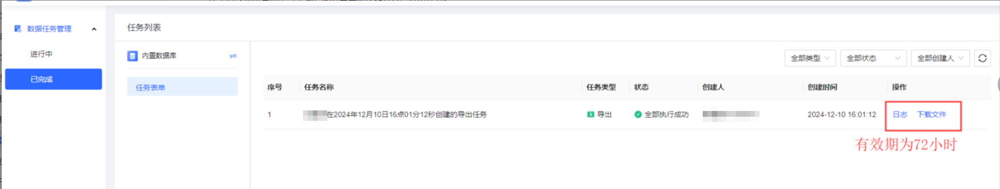 数据任务管理
进行中
已完成
任务列表
内置数据库
任务表单
全部类型
全部状态
全部创建人
序号 任务名称 任务类型 状态 创建人 创建时间 操作
1 在2024年12月10日16点01分12秒创建的导出任务 导出 全部执行成功 2024-12-10 16:01:12 日志 下载文件
有效期为72小时